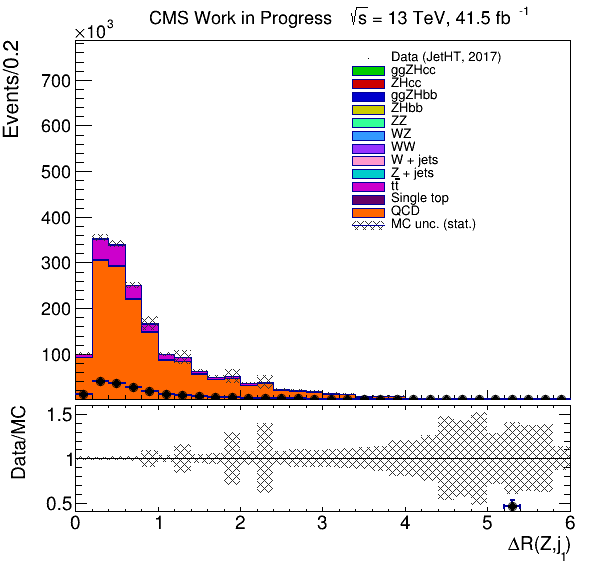 CMS Work in Progress √s = 13 TeV, 41.5 fb⁻¹
×10³
Events/0.2
700
600
500
400
300
200
100
Data (JetHT, 2017)
ggZHcc
ZHcc
ggZHbb
ZHbb
ZZ
WZ
WW
W + jets
Z + jets
tt̅
Single top
QCD
MC unc. (stat.)
Data/MC
1.5
1
0.5
0 1 2 3 4 5 6
ΔR(Z,j₁)